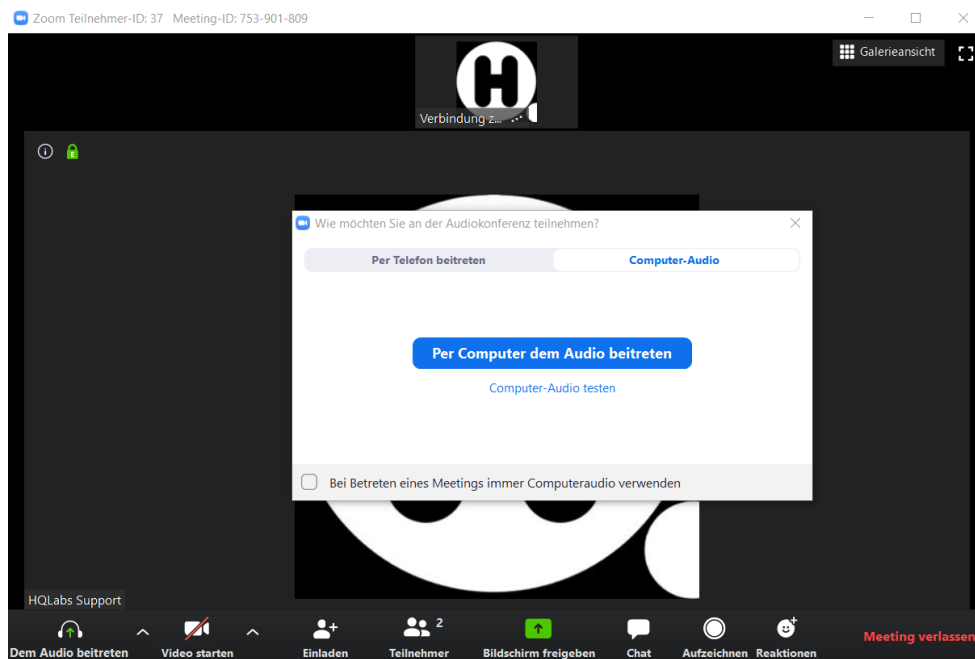 Zoom Teilnehmer-ID: 37 Meeting-ID: 753-901-809
Galerieansicht
H
Verbindung z...
E
Wie möchten Sie an der Audiokonferenz teilnehmen?
Per Telefon beitreten
Computer-Audio
Per Computer dem Audio beitreten
Computer-Audio testen
Bei Betreten eines Meetings immer Computeraudio verwenden
HQLabs Support
2
Dem Audio beitreten
Video starten
Einladen
Teilnehmer
Bildschirm freigeben
Chat
Aufzeichnen
Reaktionen
Meeting verlassen